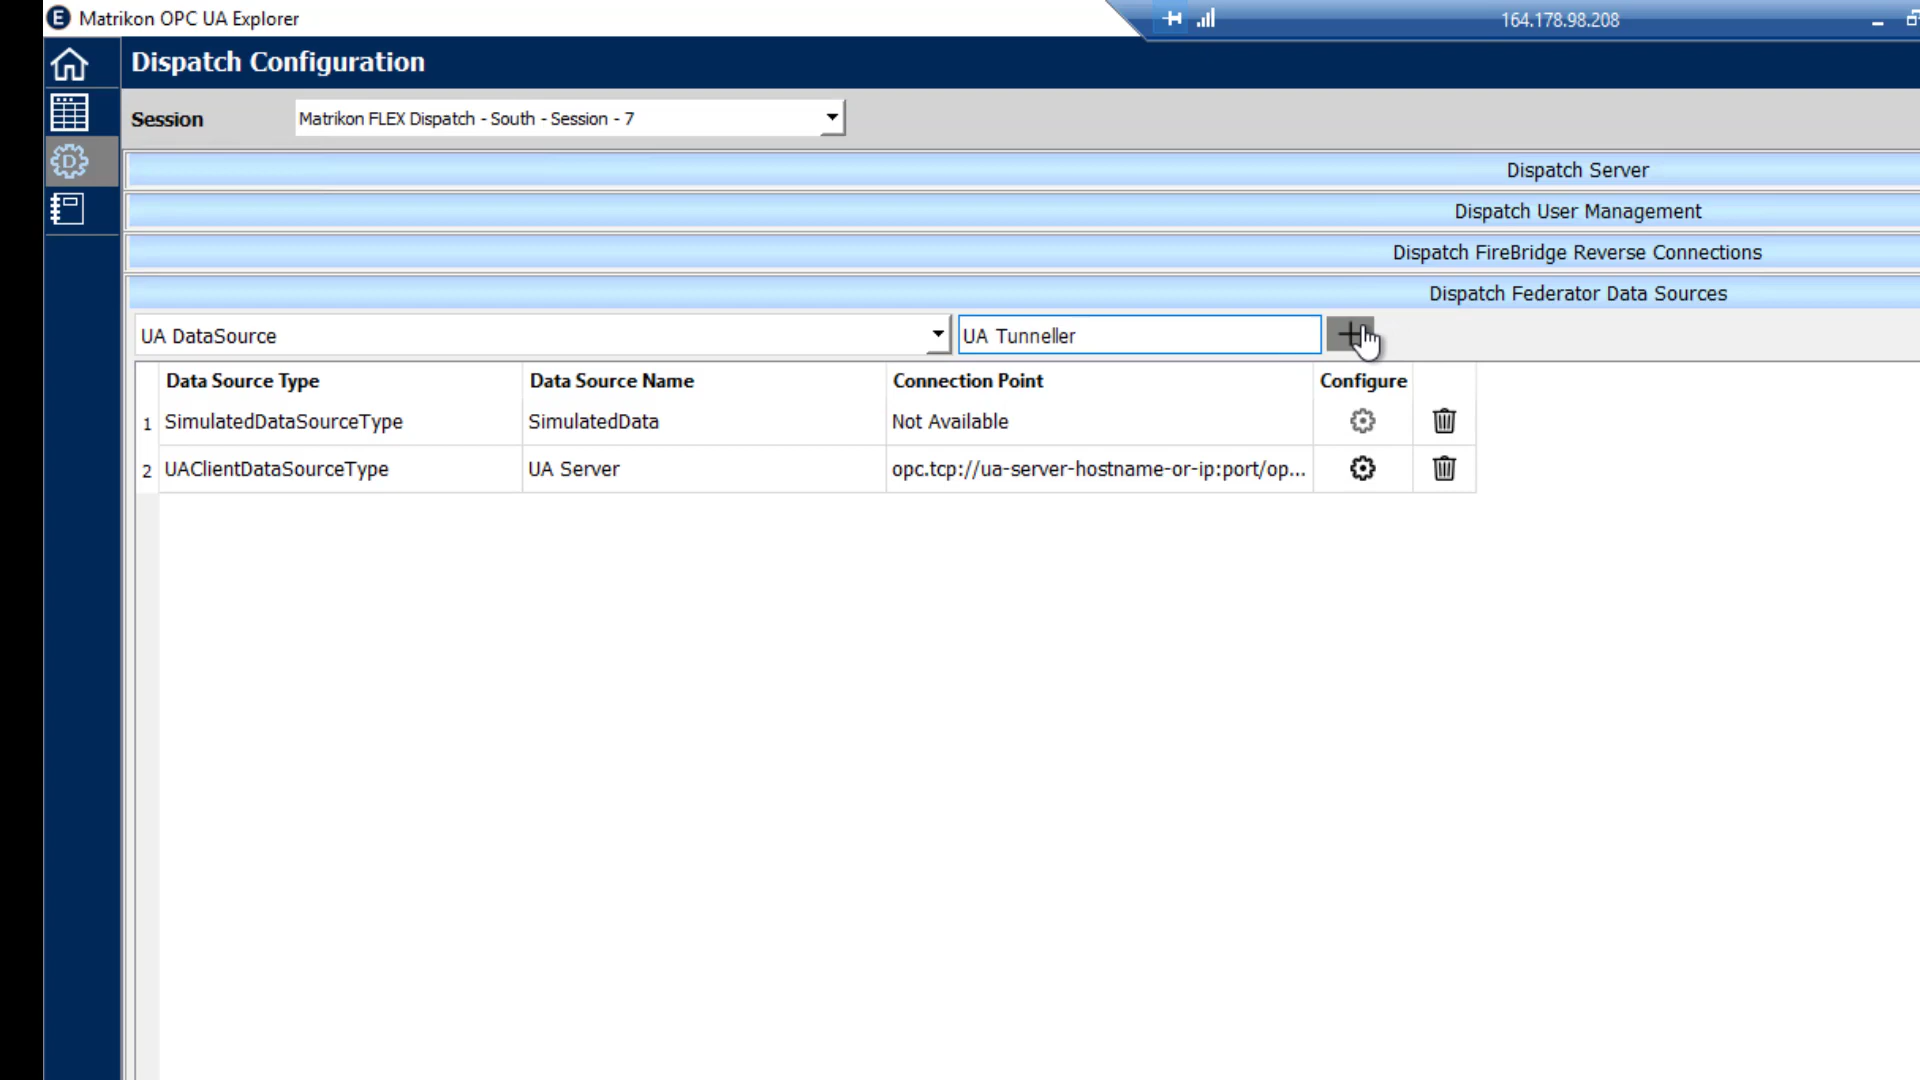 E Matrikon OPC UA Explorer
164.178.98.208
Dispatch Configuration
D
Session
Matrikon FLEX Dispatch - South - Session - 7
Dispatch Server
Dispatch User Management
Dispatch FireBridge Reverse Connections
Dispatch Federator Data Sources
UA DataSource
UA Tunneller
Data Source Type Data Source Name Connection Point Configure
1 SimulatedDataSourceType SimulatedData Not Available
2 UAClientDataSourceType UA Server opc.tcp://ua-server-hostname-or-ip:port/op...